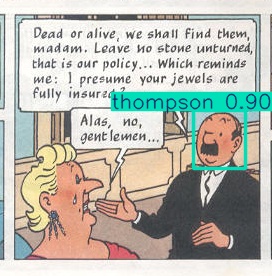 Dead or alive, we shall find them,
madam. Leave no stone unturned,
that is our policy... Which reminds
me: I presume your jewels are
fully insured?
thompson 0.90
Alas, no,
gentlemen...